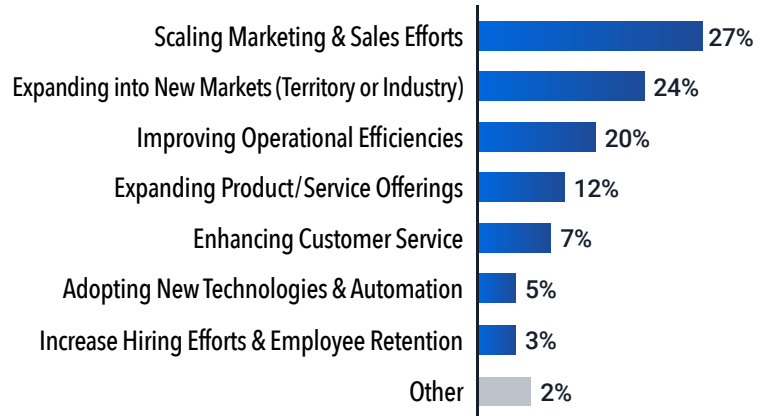 Scaling Marketing & Sales Efforts 27%
Expanding into New Markets (Territory or Industry) 24%
Improving Operational Efficiencies 20%
Expanding Product/Service Offerings 12%
Enhancing Customer Service 7%
Adopting New Technologies & Automation 5%
Increase Hiring Efforts & Employee Retention 3%
Other 2%